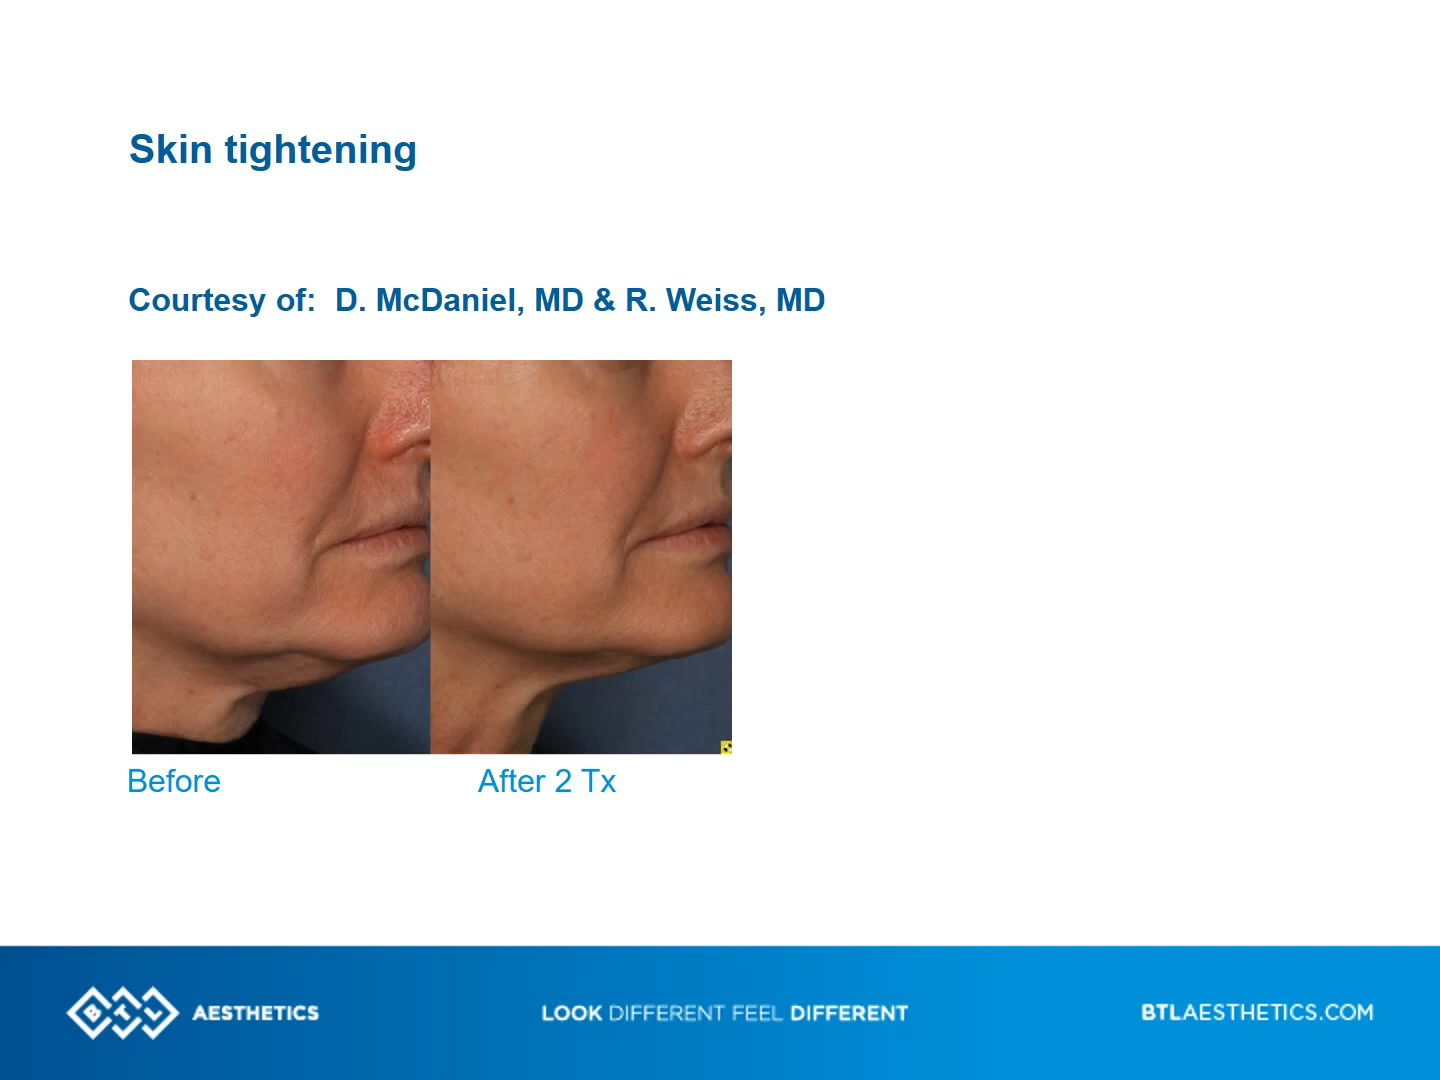 Skin tightening
Courtesy of:  D. McDaniel, MD & R. Weiss, MD
Before
After 2 Tx
BTL AESTHETICS
LOOK DIFFERENT FEEL DIFFERENT
BTLAESTHETICS.COM